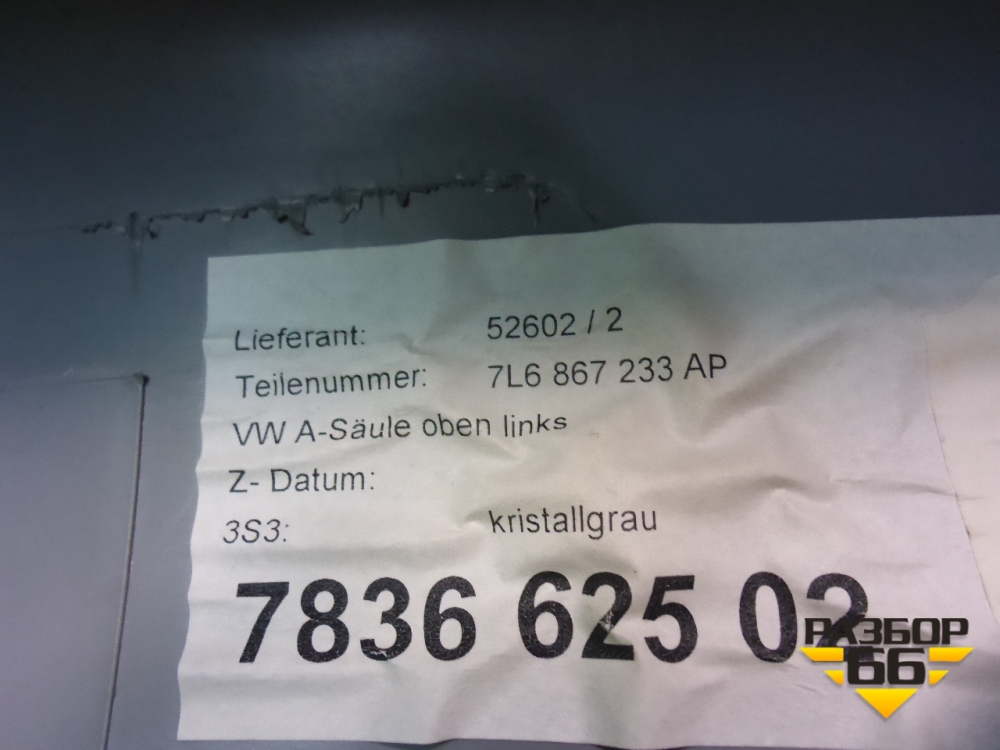 Lieferant: 52602 / 2
Teilenummer: 7L6 867 233 AP
VW A-Säule oben links
Z- Datum:
3S3: kristallgrau
7836 625 02
РАЗБОР
66